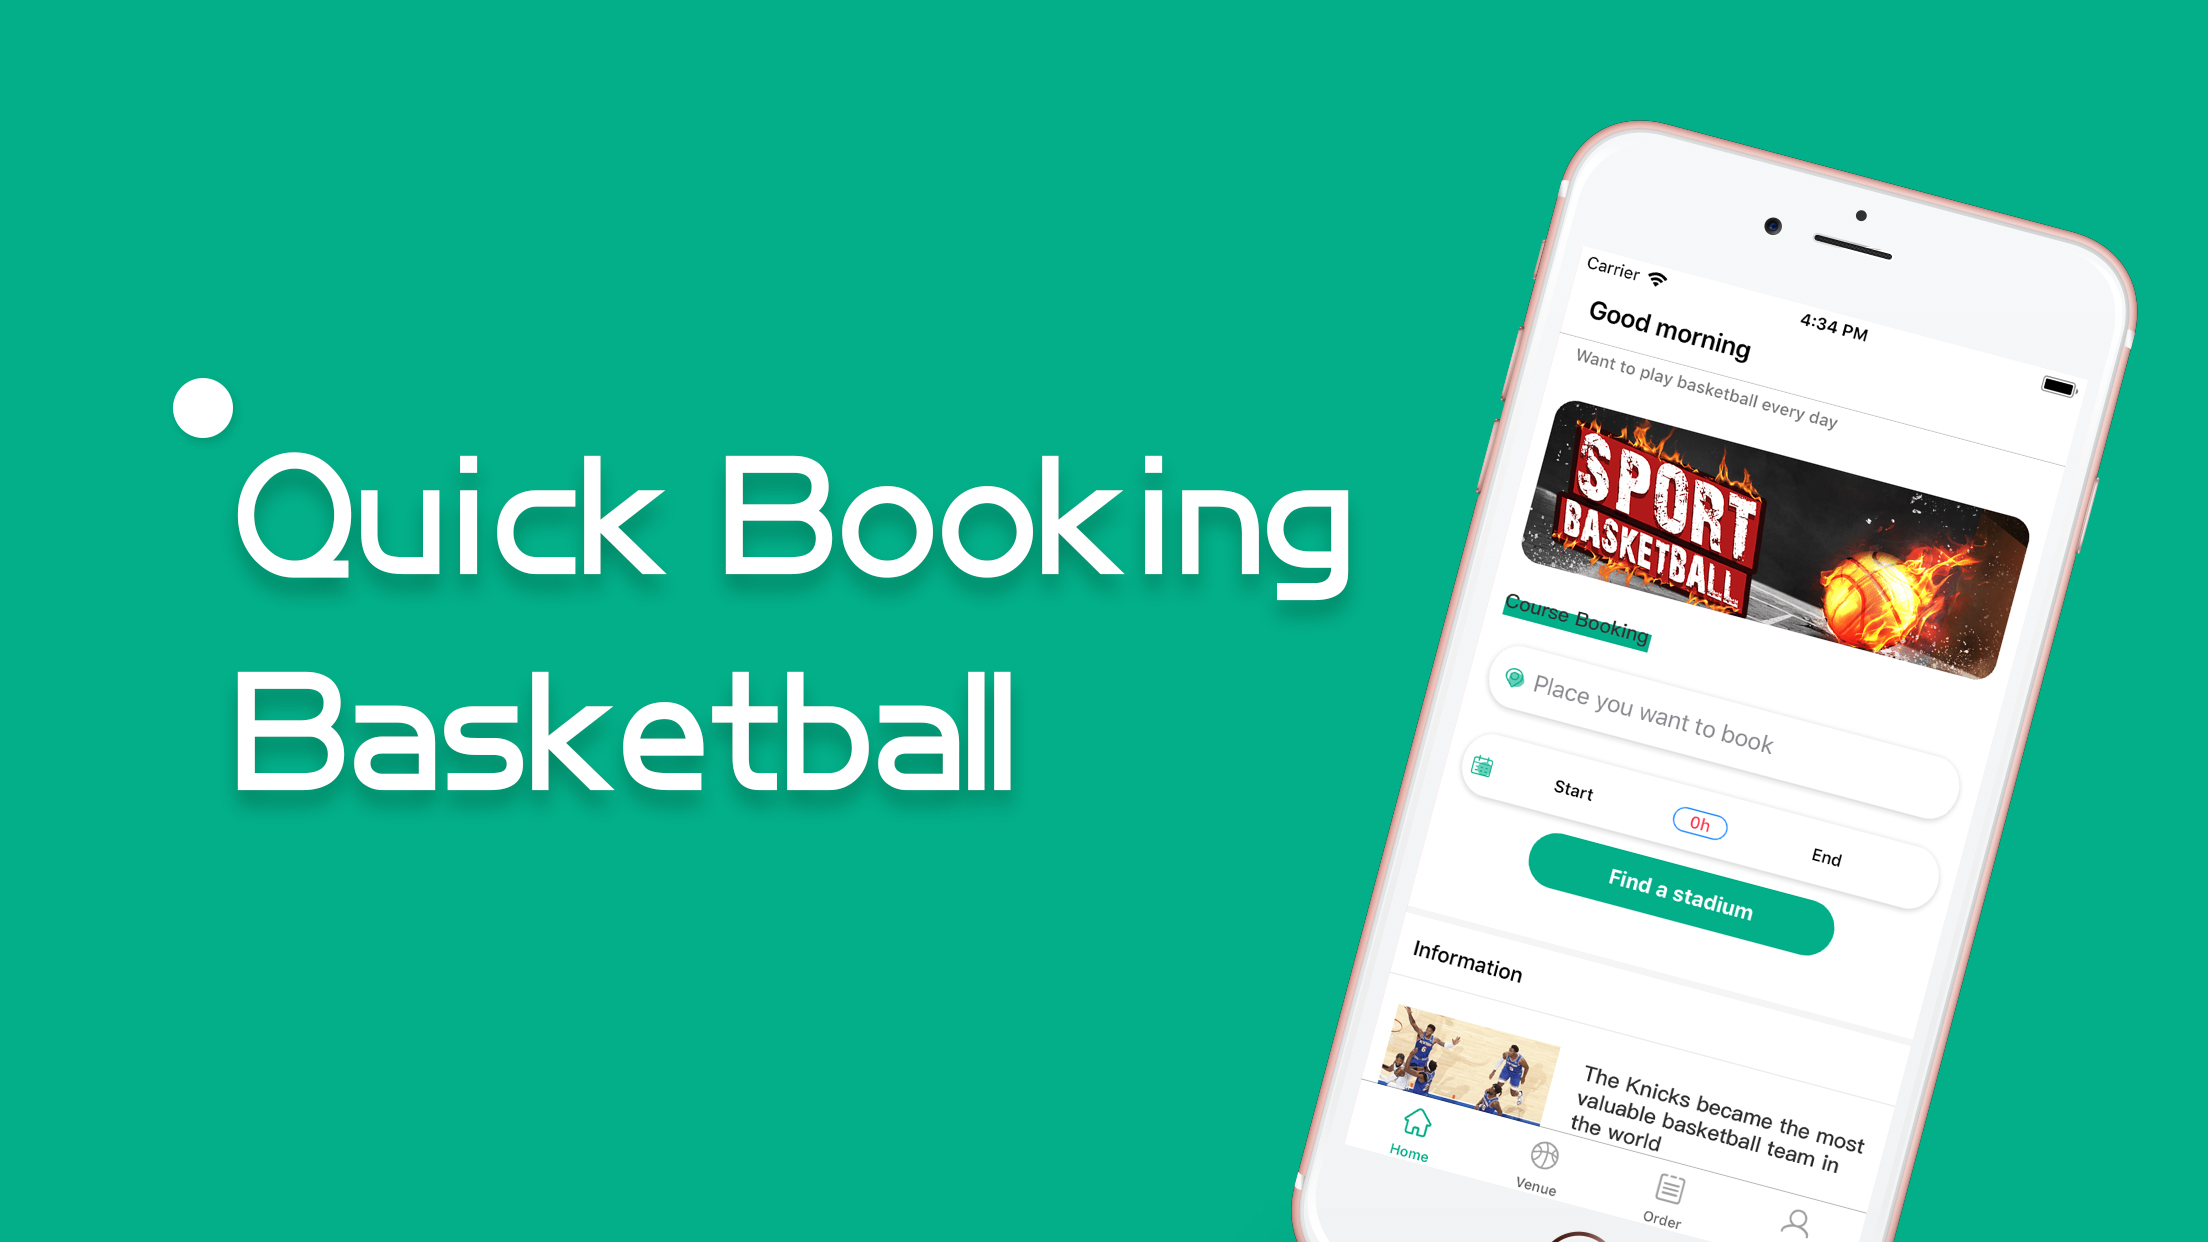 Quick Booking
Basketball
Carrier
4:34 PM
Good morning
Want to play basketball every day
SPORT
BASKETBALL
Course Booking
Place you want to book
Start
0h
End
Find a stadium
Information
The Knicks became the most
valuable basketball team in
the world
Home
Venue
Order